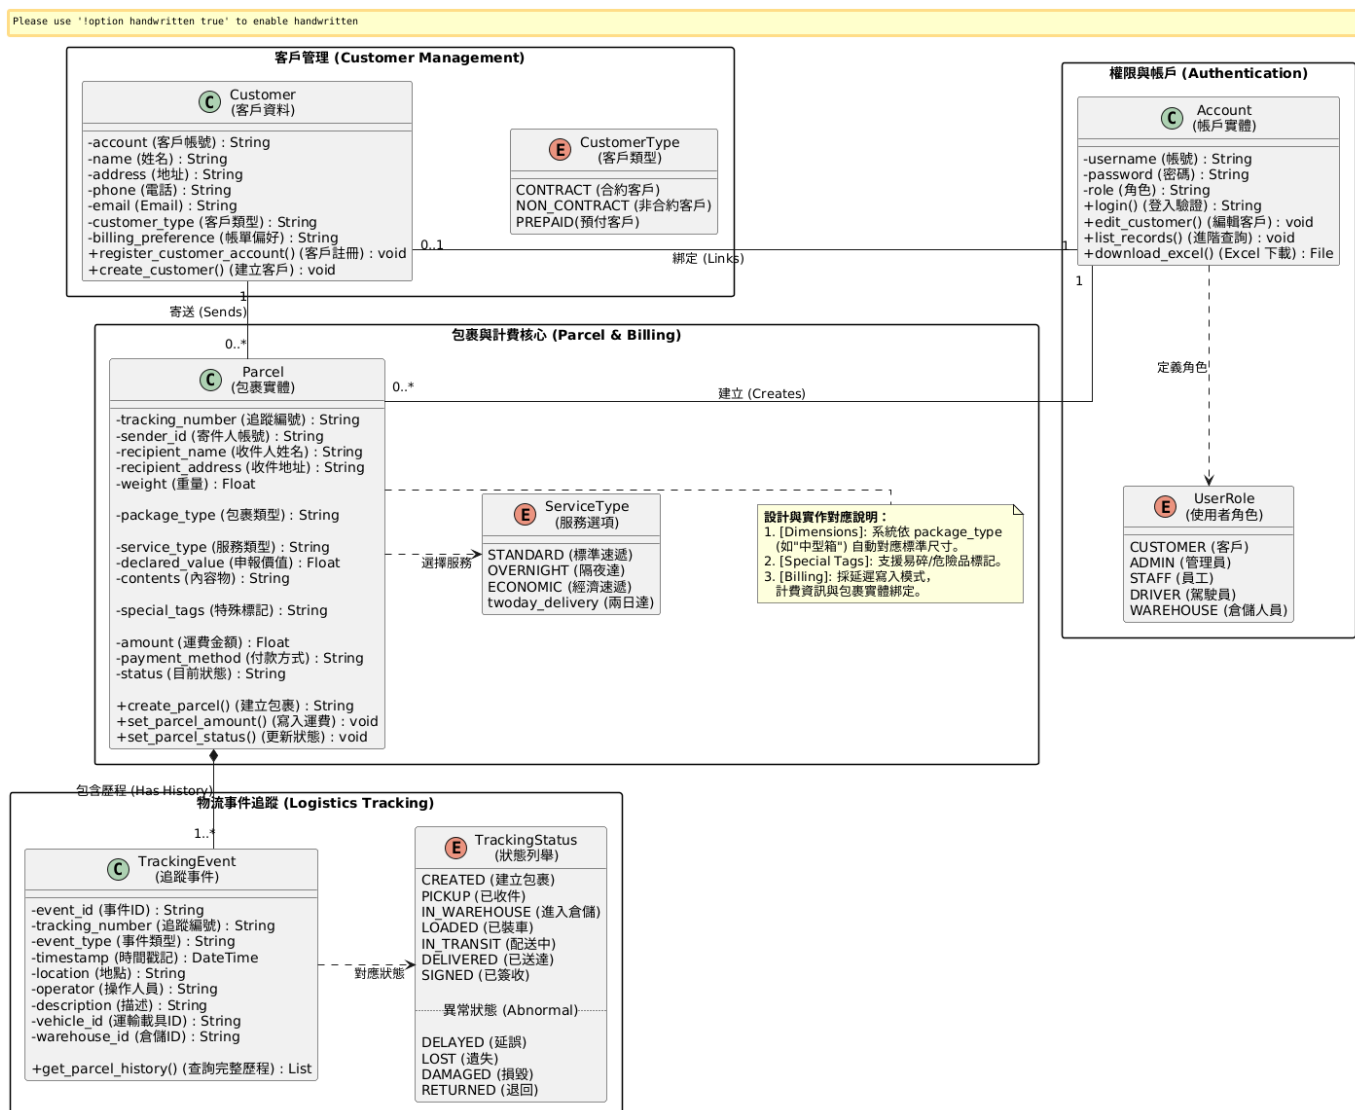 Please use '!option handwritten true' to enable handwritten
客戶管理 (Customer Management)
C
Customer
(客戶資料)
-account (客戶帳號) : String
-name (姓名) : String
-address (地址) : String
-phone (電話) : String
-email (Email) : String
-customer_type (客戶類型) : String
-billing_preference (帳單偏好) : String
+register_customer_account() (客戶註冊) : void
+create_customer() (建立客戶) : void
E
CustomerType
(客戶類型)
CONTRACT (合約客戶)
NON_CONTRACT (非合約客戶)
PREPAID(預付客戶)
權限與帳戶 (Authentication)
C
Account
(帳戶實體)
-username (帳號) : String
-password (密碼) : String
-role (角色) : String
+login() (登入驗證) : String
+edit_customer() (編輯客戶) : void
+list_records() (進階查詢) : void
+download_excel() (Excel 下載) : File
0..1
綁定 (Links)
1
1
寄送 (Sends)
0..*
1
定義角色
E
UserRole
(使用者角色)
CUSTOMER (客戶)
ADMIN (管理員)
STAFF (員工)
DRIVER (駕駛員)
WAREHOUSE (倉儲人員)
包裹與計費核心 (Parcel & Billing)
C
Parcel
(包裹實體)
-tracking_number (追蹤編號) : String
-sender_id (寄件人帳號) : String
-recipient_name (收件人姓名) : String
-recipient_address (收件地址) : String
-weight (重量) : Float
-package_type (包裹類型) : String
-service_type (服務類型) : String
-declared_value (申報價值) : Float
-contents (內容物) : String
-special_tags (特殊標記) : String
-amount (運費金額) : Float
-payment_method (付款方式) : String
-status (目前狀態) : String
+create_parcel() (建立包裹) : String
+set_parcel_amount() (寫入運費) : void
+set_parcel_status() (更新狀態) : void
0..*
建立 (Creates)
選擇服務
E
ServiceType
(服務選項)
STANDARD (標準速遞)
OVERNIGHT (隔夜達)
ECONOMIC (經濟速遞)
twoday_delivery (兩日達)
設計與實作對應說明：
1. [Dimensions]: 系統依 package_type
(如"中型箱") 自動對應標準尺寸。
2. [Special Tags]: 支援易碎/危險品標記。
3. [Billing]: 採延遲寫入模式，
計費資訊與包裹實體綁定。
包含歷程 (Has History)
1..*
物流事件追蹤 (Logistics Tracking)
C
TrackingEvent
(追蹤事件)
-event_id (事件ID) : String
-tracking_number (追蹤編號) : String
-event_type (事件類型) : String
-timestamp (時間戳記) : DateTime
-location (地點) : String
-operator (操作人員) : String
-description (描述) : String
-vehicle_id (運輸載具ID) : String
-warehouse_id (倉儲ID) : String
+get_parcel_history() (查詢完整歷程) : List
對應狀態
E
TrackingStatus
(狀態列舉)
CREATED (建立包裹)
PICKUP (已收件)
IN_WAREHOUSE (進入倉儲)
LOADED (已裝車)
IN_TRANSIT (配送中)
DELIVERED (已送達)
SIGNED (已簽收)
異常狀態 (Abnormal)
DELAYED (延誤)
LOST (遺失)
DAMAGED (損毀)
RETURNED (退回)